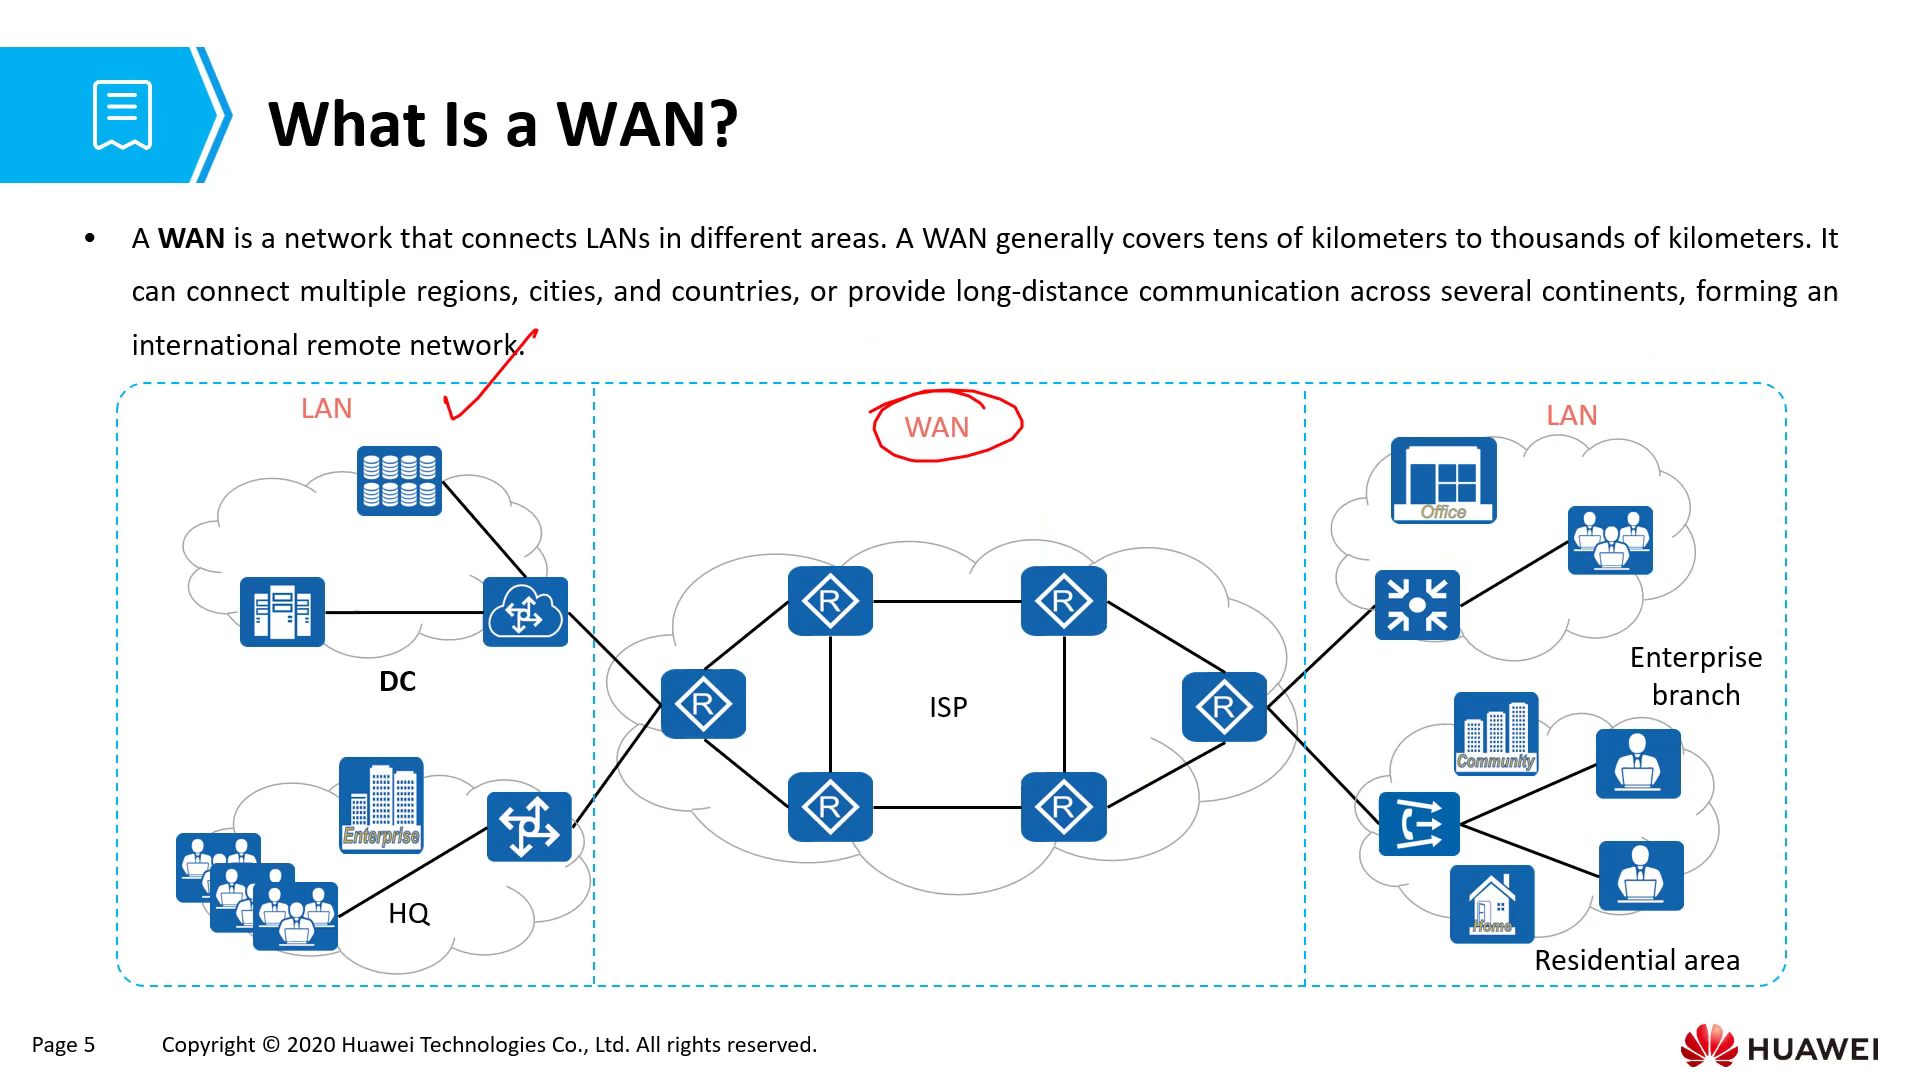 What Is a WAN?
• A WAN is a network that connects LANs in different areas. A WAN generally covers tens of kilometers to thousands of kilometers. It
can connect multiple regions, cities, and countries, or provide long-distance communication across several continents, forming an
international remote network.
LAN
WAN
LAN
Office
R
R
Enterprise
branch
DC
R
ISP
R
Community
R
R
Enterprise
HQ
Home
Residential area
Page 5
Copyright © 2020 Huawei Technologies Co., Ltd. All rights reserved.
HUAWEI